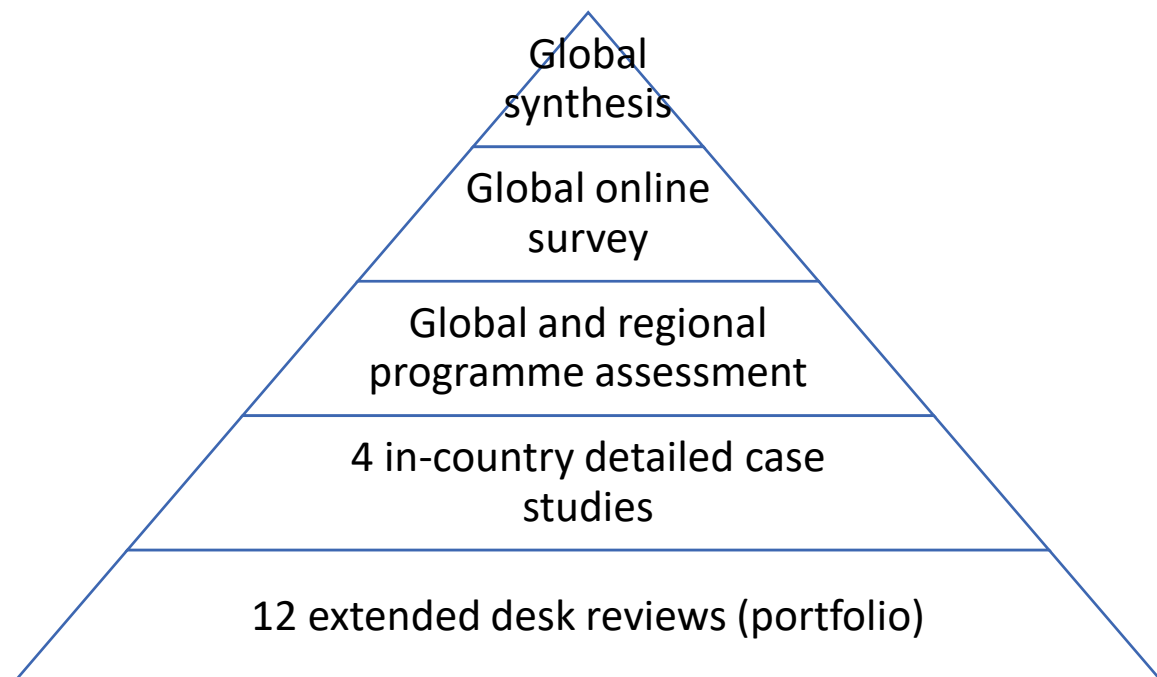 Global
synthesis
Global online
survey
Global and regional
programme assessment
4 in-country detailed case
studies
12 extended desk reviews (portfolio)